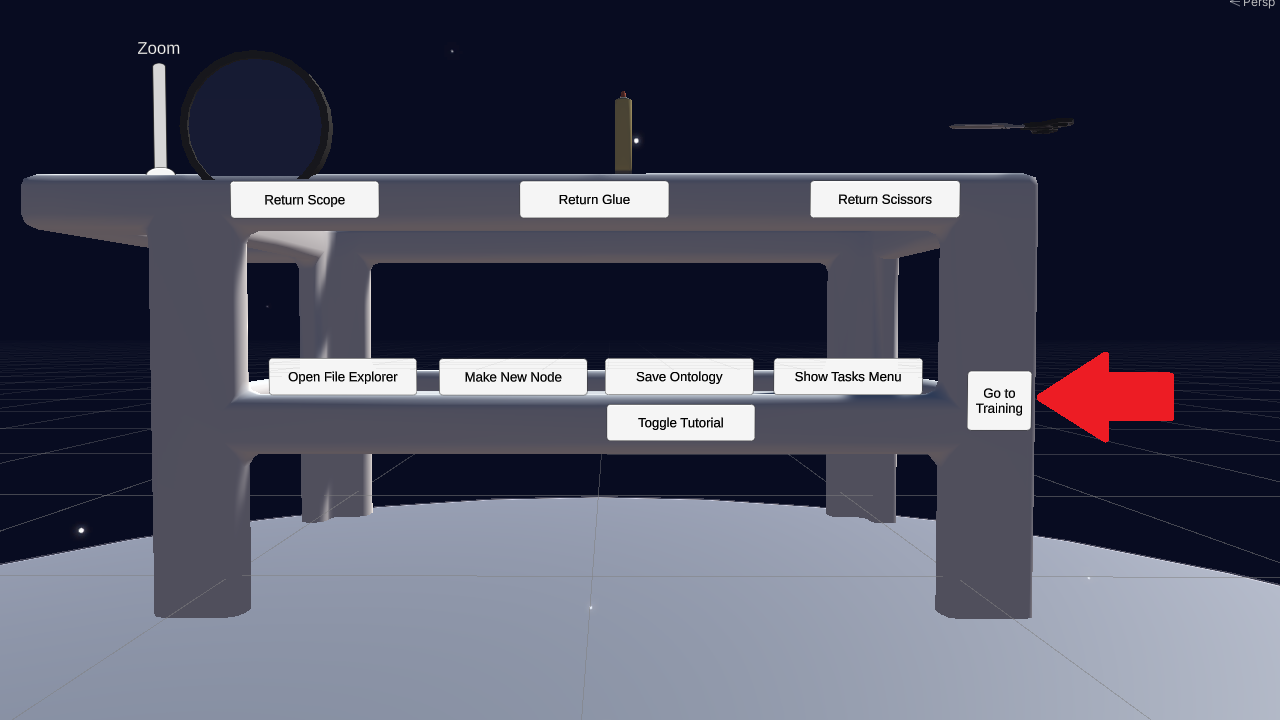 < Persp
Zoom
Return Scope
Return Glue
Return Scissors
Open File Explorer
Make New Node
Save Ontology
Show Tasks Menu
Go to
Training
Toggle Tutorial